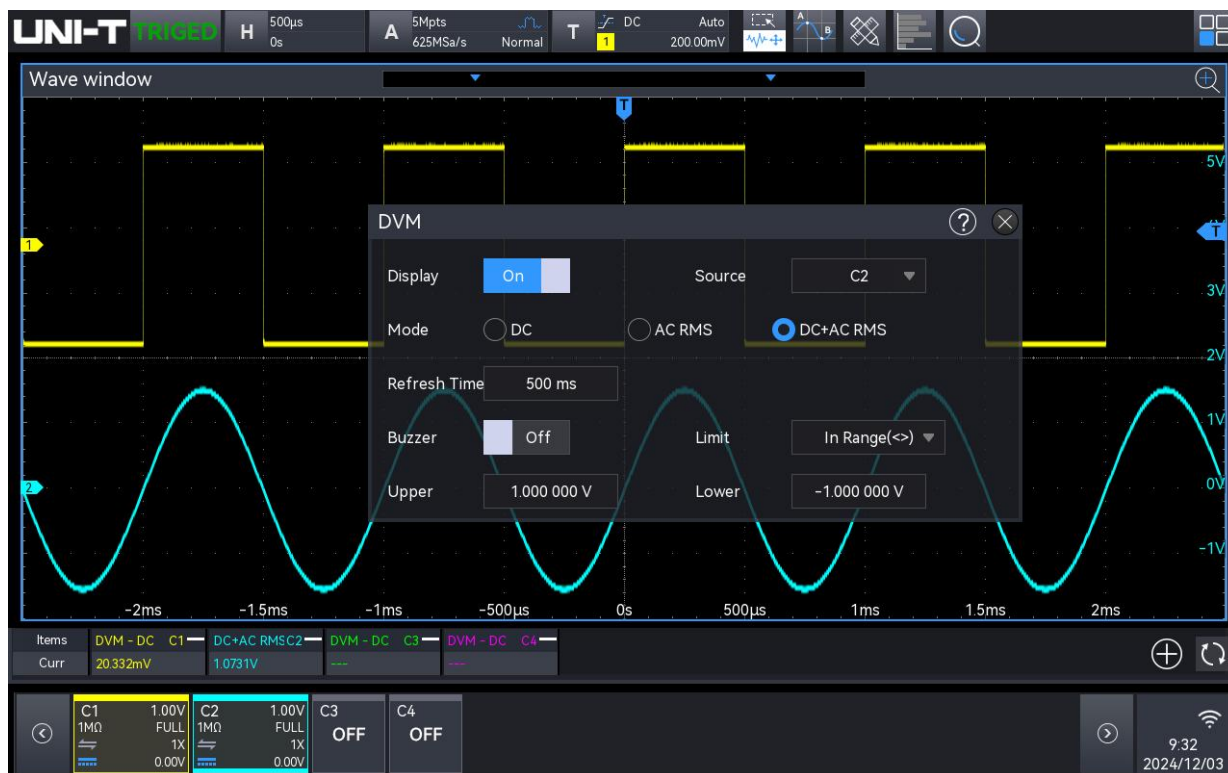 UNI-T TRIGED H 500μs 0s A 5Mpts 625MSa/s Normal T 1 DC Auto 200.00mV A B
Wave window
T
5V
1
T
3V
2V
1V
2
0V
-1V
DVM ?
Display On Source C2
Mode DC AC RMS DC+AC RMS
Refresh Time 500 ms
Buzzer Off Limit In Range(<>)
Upper 1.000 000 V Lower -1.000 000 V
-2ms -1.5ms -1ms -500μs 0s 500μs 1ms 1.5ms 2ms
Items DVM - DC C1 DC+AC RMSC2 DVM - DC C3 DVM - DC C4
Curr 20.332mV 1.0731V --- ---
C1 1.00V C2 1.00V C3 C4
1MΩ FULL 1MΩ FULL OFF OFF
1X 1X
0.00V 0.00V
9:32
2024/12/03